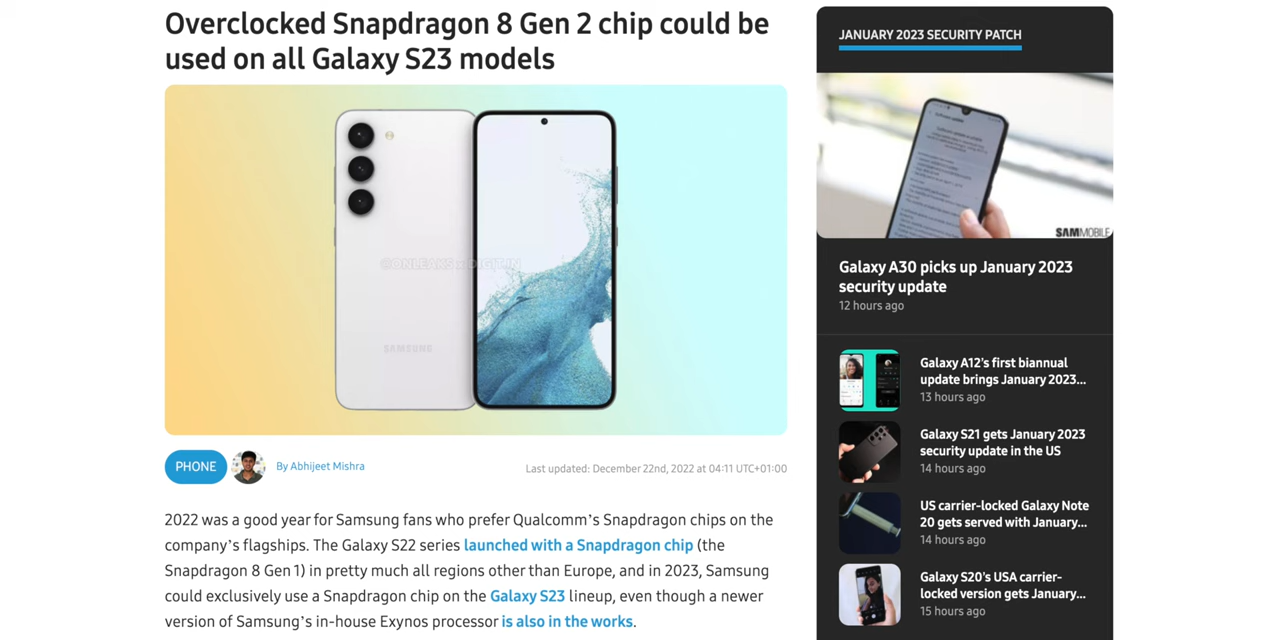 Overclocked Snapdragon 8 Gen 2 chip could be
used on all Galaxy S23 models
@ONLEAKS x DIGIT.IN
SAMSUNG
PHONE
By Abhijeet Mishra
Last updated: December 22nd, 2022 at 04:11 UTC+01:00
2022 was a good year for Samsung fans who prefer Qualcomm's Snapdragon chips on the
company's flagships. The Galaxy S22 series launched with a Snapdragon chip (the
Snapdragon 8 Gen 1) in pretty much all regions other than Europe, and in 2023, Samsung
could exclusively use a Snapdragon chip on the Galaxy S23 lineup, even though a newer
version of Samsung's in-house Exynos processor is also in the works.
JANUARY 2023 SECURITY PATCH
SAMMOBILE
Galaxy A30 picks up January 2023
security update
12 hours ago
Galaxy A12's first biannual
update brings January 2023...
13 hours ago
Galaxy S21 gets January 2023
security update in the US
14 hours ago
US carrier-locked Galaxy Note
20 gets served with January...
14 hours ago
Galaxy S20's USA carrier-
locked version gets January...
15 hours ago